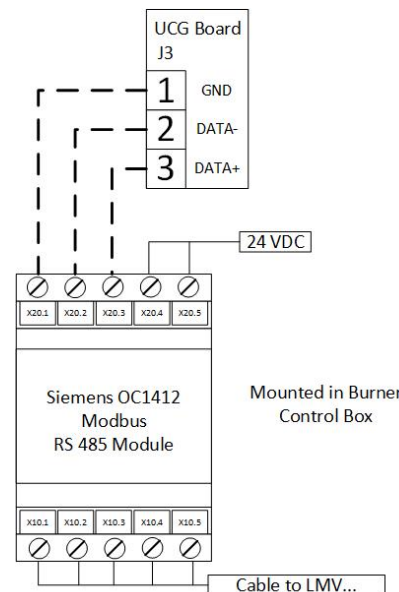 UCG Board
J3
1 GND
2 DATA-
3 DATA+
24 VDC
X20.1 X20.2 X20.3 X20.4 X20.5
Siemens OC1412
Modbus
RS 485 Module
Mounted in Burner
Control Box
X10.1 X10.2 X10.3 X10.4 X10.5
Cable to LMV...